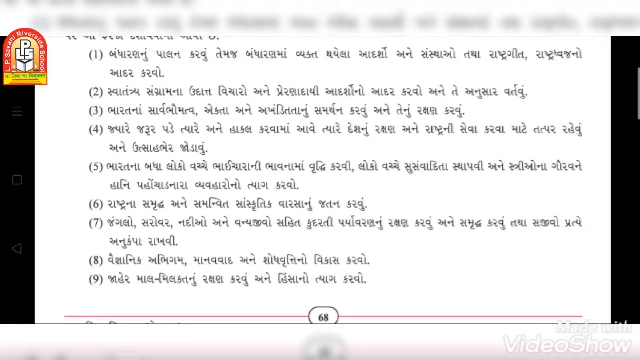 (1) બંધારણનું પાલન કરવું તેમજ બંધારણમાં વ્યક્ત થયેલા આદર્શો અને સંસ્થાઓ તથા રાષ્ટ્રગીત, રાષ્ટ્રધ્વજનો
આદર કરવો.
(2) સ્વાતંત્ર્ય સંગ્રામના ઉદાત્ત વિચારો અને પ્રેરણાદાયી આદર્શોનો આદર કરવો અને તે અનુસાર વર્તવું.
(3) ભારતનાં સાર્વભૌમત્વ, એકતા અને અખંડિતતાનું સમર્થન કરવું અને તેનું રક્ષણ કરવું.
(4) જ્યારે જરૂર પડે ત્યારે અને હાકલ કરવામાં આવે ત્યારે દેશનું રક્ષણ અને રાષ્ટ્રની સેવા કરવા માટે તત્પર રહેવું
અને ઉત્સાહભેર જોડાવું.
(5) ભારતના બધા લોકો વચ્ચે ભાઈચારાની ભાવનામાં વૃદ્ધિ કરવી, લોકો વચ્ચે સુસંવાદિતા સ્થાપવી અને સ્ત્રીઓના ગૌરવને
હાનિ પહોંચાડનારા વ્યવહારોનો ત્યાગ કરવો.
(6) રાષ્ટ્રના સમૃદ્ધ અને સમન્વિત સાંસ્કૃતિક વારસાનું જતન કરવું.
(7) જંગલો, સરોવર, નદીઓ અને વન્યજીવો સહિત કુદરતી પર્યાવરણનું રક્ષણ કરવું અને સમૃદ્ધ કરવું તથા સજીવો પ્રત્યે
અનુકંપા રાખવી.
(8) વૈજ્ઞાનિક અભિગમ, માનવવાદ અને શોધવૃત્તિનો વિકાસ કરવો.
(9) જાહેર માલ-મિલકતનું રક્ષણ કરવું અને હિંસાનો ત્યાગ કરવો.
68
L.P.Savani Riverside
Made with
VideoShow